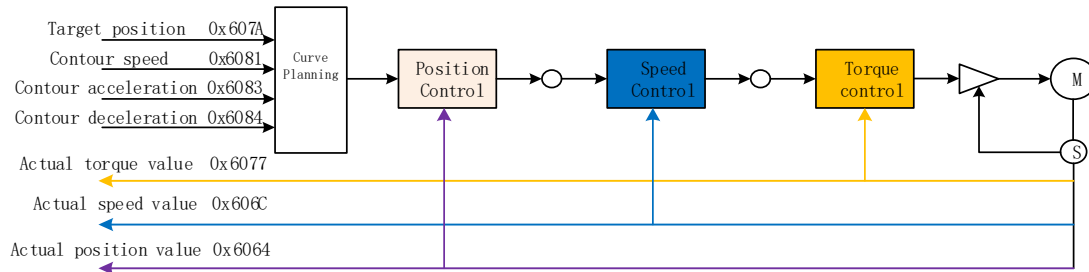 Target position 0x607A
Contour speed 0x6081
Contour acceleration 0x6083
Contour deceleration 0x6084
Curve
Planning
Position
Control
Speed
Control
Torque
control
M
S
Actual torque value 0x6077
Actual speed value 0x606C
Actual position value 0x6064